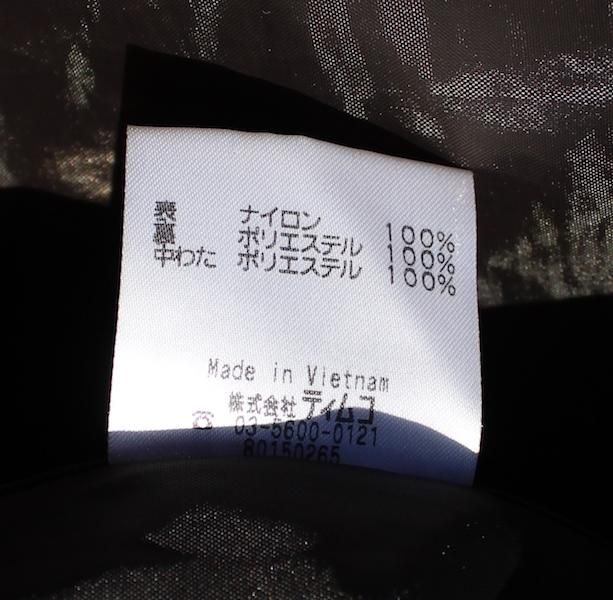 表 ナイロン 100%
裏 ポリエステル 100%
中わた ポリエステル 100%
Made in Vietnam
株式会社ティムコ
☎ 03-5600-0121
80150265